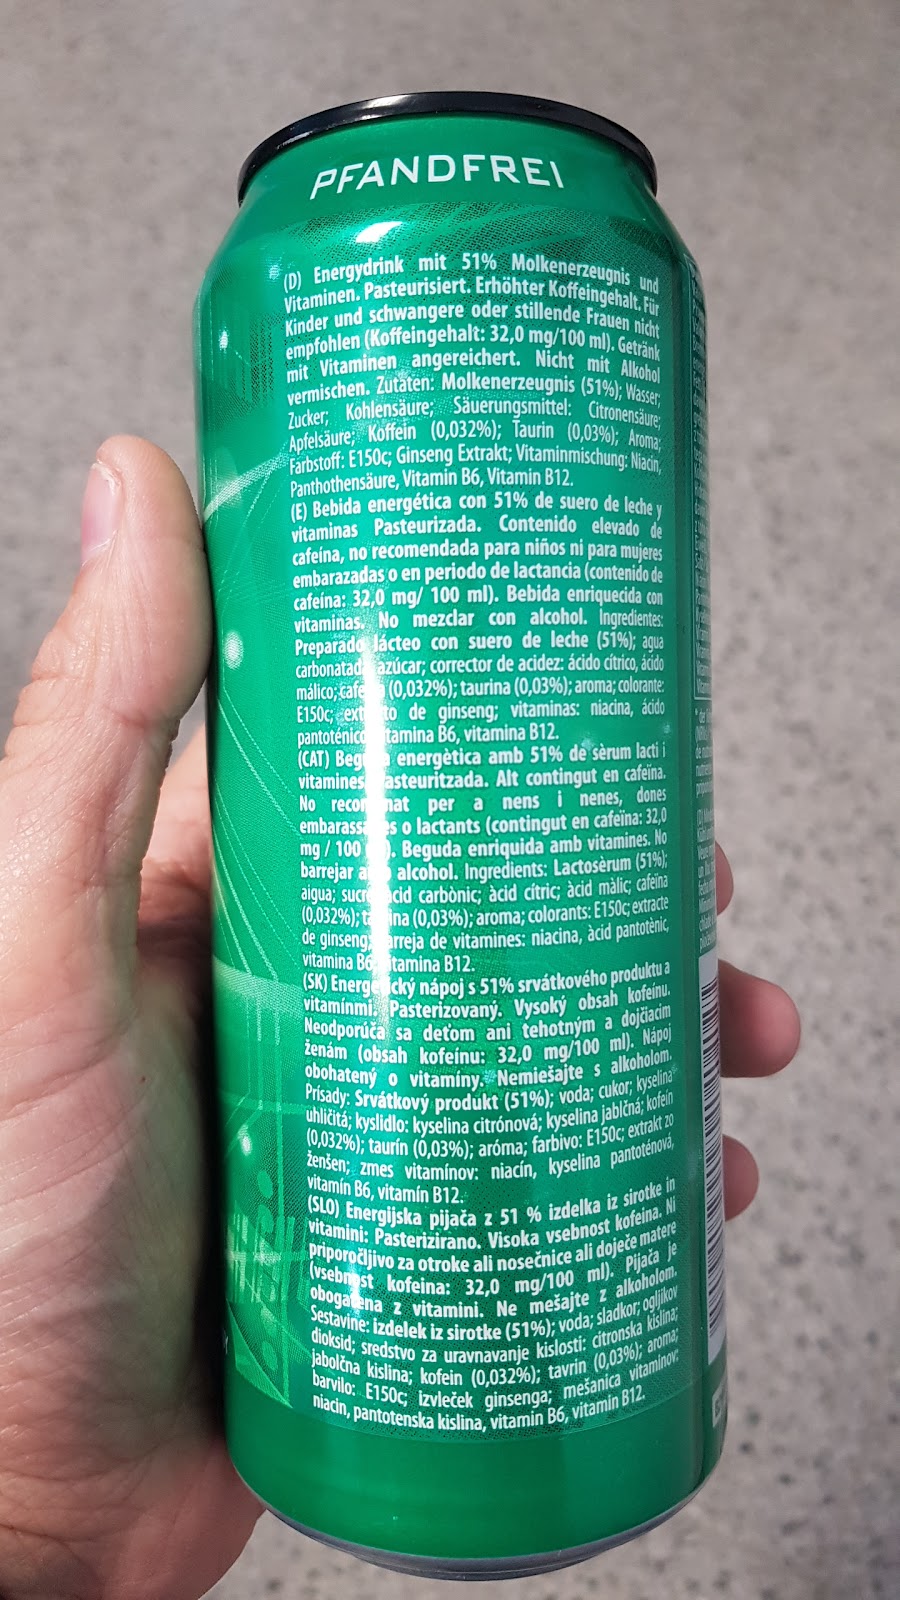 PFANDFREI
(D) Energydrink mit 51% Molkenerzeugnis und
Vitaminen. Pasteurisiert. Erhöhter Koffeingehalt. Für
Kinder und schwangere oder stillende Frauen nicht
empfohlen (Koffeingehalt: 32,0 mg/100 ml). Getränk
mit Vitaminen angereichert. Nicht mit Alkohol
vermischen. Zutaten: Molkenerzeugnis (51%); Wasser;
Zucker; Kohlensäure; Säuerungsmittel: Citronensäure;
Apfelsäure; Koffein (0,032%); Taurin (0,03%); Aroma;
Farbstoff: E150c; Ginseng Extrakt; Vitaminmischung: Niacin,
Panthothensäure, Vitamin B6, Vitamin B12.
(E) Bebida energética con 51% de suero de leche y
vitaminas Pasteurizada. Contenido elevado de
cafeína, no recomendada para niños ni para mujeres
embarazadas o en periodo de lactancia (contenido de
cafeína: 32,0 mg/ 100 ml). Bebida enriquecida con
vitaminas. No mezclar con alcohol. Ingredientes:
Preparado lácteo con suero de leche (51%); agua
azúcar; corrector de acidez: ácido cítrico, ácido
málico; (0,032%); taurina (0,03%); aroma; colorante:
E150c; de ginseng; vitaminas: niacina, ácido
pantoténico B6, vitamina B12.
(CAT) energètica amb 51% de sèrum lacti i
vitamines. Alt contingut en cafeïna.
No per a nens i nenes, dones
o lactants (contingut en cafeïna: 32,0
mg / 100 Beguda enriquida amb vitamines. No
barrejar alcohol. Ingredients: Lactosèrum (51%);
aigua; àcid carbònic; àcid cítric; àcid màlic; cafeïna
(0,032%); (0,03%); aroma; colorants: E150c; extracte
de ginseng; de vitamines: niacina, àcid pantotènic,
vitamina B6, B12.
(SK) nápoj s 51% srvátkového produktu a
vitamínmi. Pasterizovany. Vysoký obsah kofeínu.
Neodporúča sa deťom ani tehotným a dojčiacim
ženám (obsah kofeínu: 32,0 mg/100 ml). Nápoj
obohatený o vitamíny. Nemiešajte s alkoholom.
Prísady: Srvátkový produkt (51%); voda; cukor; kyselina
uhličitá; kyslidlo: kyselina citrónová; kyselina jablčná; kofeín
(0,032%); taurín (0,03%); aróma; farbivo: E150c; extrakt zo
ženšen; zmes vitamínov: niacín, kyselina pantoténová,
vitamín B6, vitamín B12.
(SLO) Energijska pijača z 51 % izdelka iz sirotke in
vitamini: Pasterizirano. Visoka vsebnost kofeina. Ni
priporočljivo za otroke ali nosečnice ali doječe matere
(vsebnost kofeina: 32,0 mg/100 ml). Pijača je
obogatena z vitamini. Ne mešajte z alkoholom.
Sestavine: izdelek iz sirotke (51%); voda; sladkor; ogljikov
dioksid; sredstvo za uravnavanje kislosti: citronska kislina;
jabolčna kislina; kofein (0,032%); tavrin (0,03%); aroma;
barvilo: E150c; izvleček ginsenga; mešanica vitaminov:
niacin, pantotenska kislina, vitamin B6, vitamin B12.